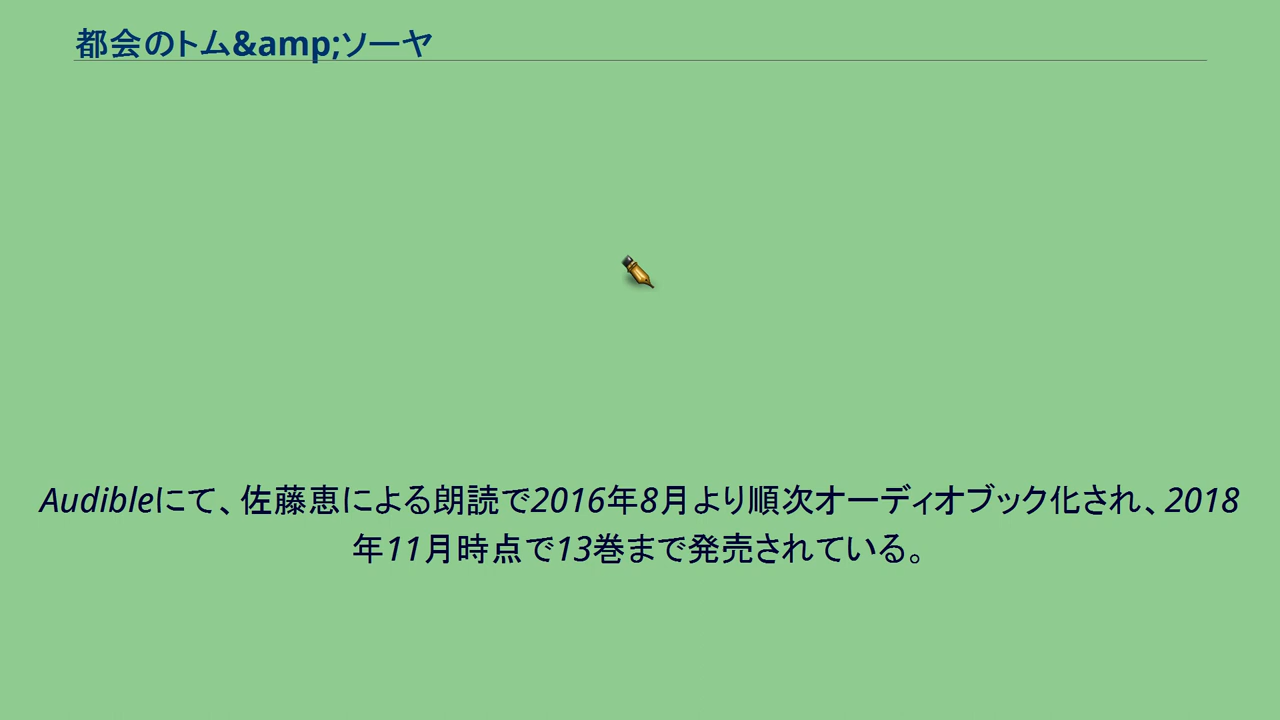 都会のトム&amp;ソーヤ
Audibleにて、佐藤恵による朗読で2016年8月より順次オーディオブック化され、2018
年11月時点で13巻まで発売されている。